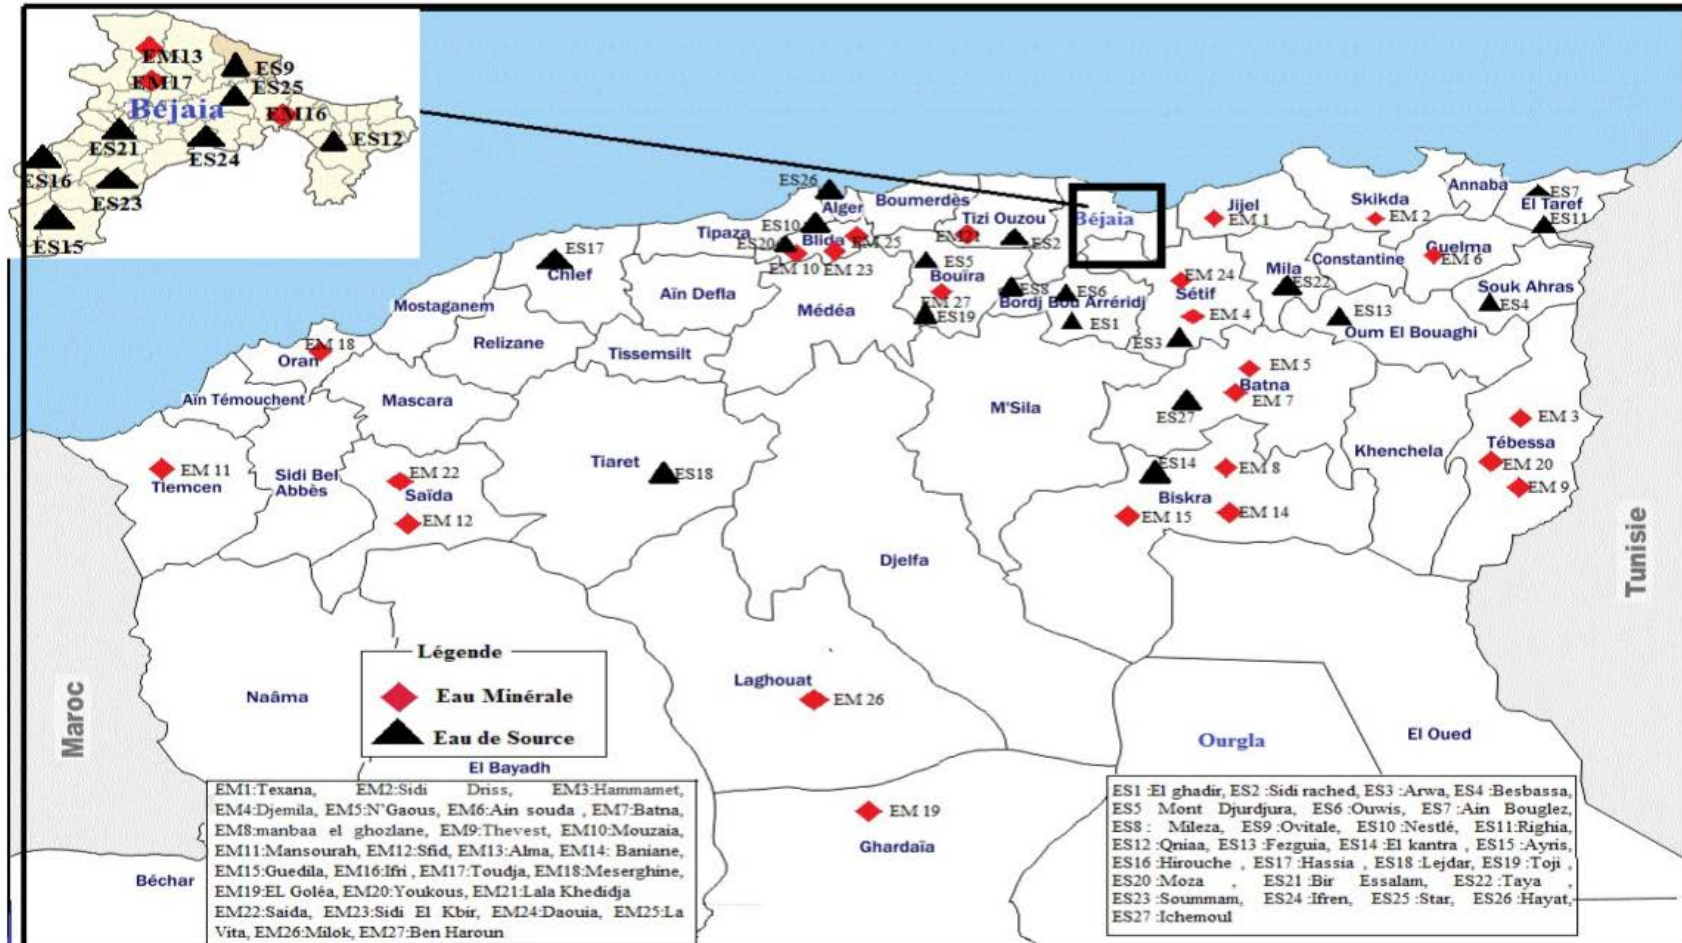 EM13
ES9
EM17
ES25
Béjaia
EM16
ES12
ES21
ES24
ES16
ES23
ES15
ES26
Alger
Boumerdès
Tizi Ouzou
Béjaïa
Jijel
EM 1
Skikda
EM 2
Annaba
ES7
El Taref
ES11
Tipaza
ES10
ES20
Blida
EM 25
EM 10
EM 23
EM21
ES2
ES17
Chlef
ES5
Bouïra
EM 27
ES19
ES8
ES6
Bordj Bou Arréridj
ES1
EM 24
Sétif
EM 4
ES3
Mila
ES22
Constantine
Guelma
EM 6
Souk Ahras
ES4
ES13
Oum El Bouaghi
Mostaganem
Aïn Defla
Médéa
Relizane
Tissemsilt
EM 18
Oran
Aïn Témouchent
Mascara
M'Sila
EM 5
Batna
EM 7
ES27
EM 3
Tébessa
EM 20
EM 9
Khenchela
EM 11
Tlemcen
Sidi Bel
Abbès
EM 22
Saïda
EM 12
Tiaret
ES18
ES14
EM 8
Biskra
EM 15
EM 14
Djelfa
Tunisie
Maroc
Naâma
Légende
Eau Minérale
Eau de Source
El Bayadh
Laghouat
EM 26
Ourgla
El Oued
EM 19
Ghardaïa
Béchar
EM1:Texana, EM2:Sidi Driss, EM3:Hammamet,
EM4:Djemila, EM5:N'Gaous, EM6:Ain souda , EM7:Batna,
EM8:manbaa el ghozlane, EM9:Thevest, EM10:Mouzaia,
EM11:Mansourah, EM12:Sfid, EM13:Alma, EM14: Baniane,
EM15:Guedila, EM16:Ifri , EM17:Toudja, EM18:Meserghine,
EM19:EL Goléa, EM20:Youkous, EM21:Lala Khedidja
EM22:Saida, EM23:Sidi El Kbir, EM24:Daouia, EM25:La
Vita, EM26:Milok, EM27:Ben Haroun
ES1 :El ghadir, ES2 :Sidi rached, ES3 :Arwa, ES4 :Besbassa,
ES5 Mont Djurdjura, ES6 :Ouwis, ES7 :Ain Bouglez,
ES8 : Mileza, ES9 :Ovitale, ES10 :Nestlé, ES11:Righia,
ES12 :Qniaa, ES13 :Fezguia, ES14 :El kantra , ES15 :Ayris,
ES16 :Hirouche , ES17 :Hassia , ES18 :Lejdar, ES19 :Toji ,
ES20 :Moza , ES21 :Bir Essalam, ES22 :Taya ,
ES23 :Soummam, ES24 :Ifren, ES25 :Star, ES26 :Hayat,
ES27 :Ichemoul